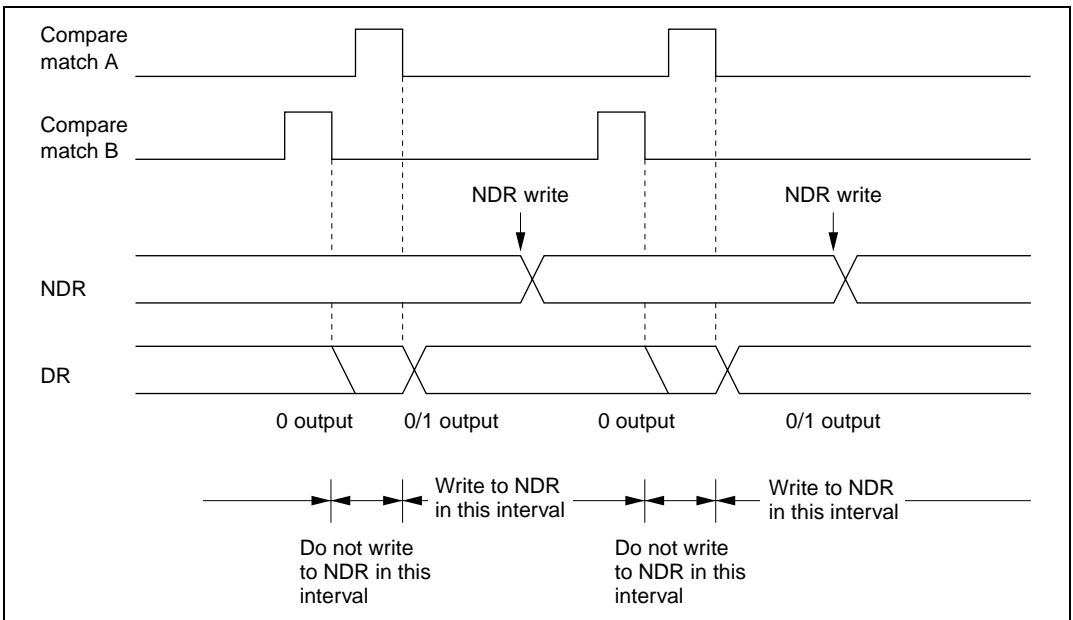 Compare
match A
Compare
match B
NDR write
NDR write
NDR
DR
0 output
0/1 output
0 output
0/1 output
Write to NDR
in this interval
Write to NDR
in this interval
Do not write
to NDR in this
interval
Do not write
to NDR in this
interval